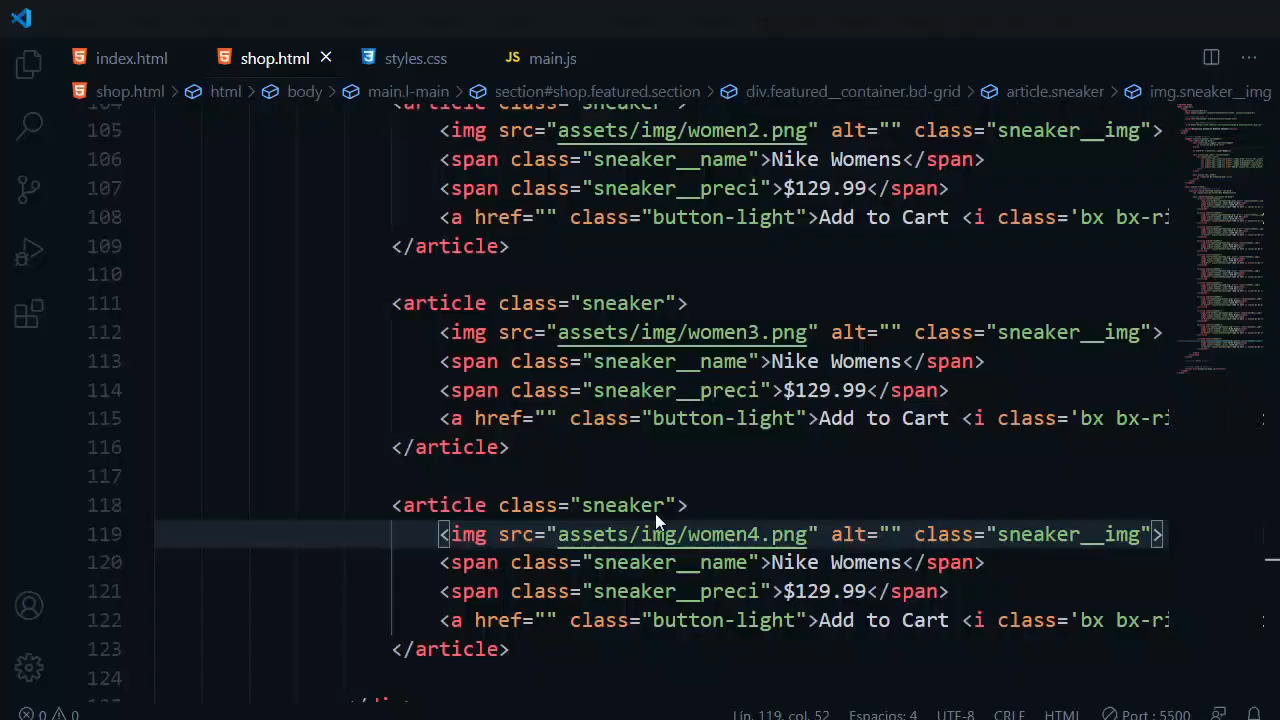 index.html shop.html styles.css JS main.js
shop.html > html > body > main.l-main > section#shop.featured.section > div.featured__container.bd-grid > article.sneaker > img.sneaker__img
104 <article class="sneaker">
105 <img src="assets/img/women2.png" alt="" class="sneaker__img">
106 <span class="sneaker__name">Nike Womens</span>
107 <span class="sneaker__preci">$129.99</span>
108 <a href="" class="button-light">Add to Cart <i class='bx bx-ri
109 </article>
110
111 <article class="sneaker">
112 <img src="assets/img/women3.png" alt="" class="sneaker__img">
113 <span class="sneaker__name">Nike Womens</span>
114 <span class="sneaker__preci">$129.99</span>
115 <a href="" class="button-light">Add to Cart <i class='bx bx-ri
116 </article>
117
118 <article class="sneaker">
119 <img src="assets/img/women4.png" alt="" class="sneaker__img">
120 <span class="sneaker__name">Nike Womens</span>
121 <span class="sneaker__preci">$129.99</span>
122 <a href="" class="button-light">Add to Cart <i class='bx bx-ri
123 </article>
124
0 0 Lín. 119, col. 52 Espacios: 4 UTF-8 CRLF HTML Port : 5500